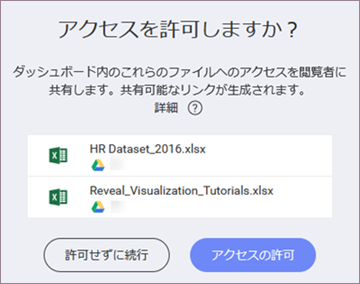 アクセスを許可しますか？
ダッシュボード内のこれらのファイルへのアクセスを閲覧者に
共有します。共有可能なリンクが生成されます。
詳細 ?
HR Dataset_2016.xlsx
Reveal_Visualization_Tutorials.xlsx
許可せずに続行
アクセスの許可